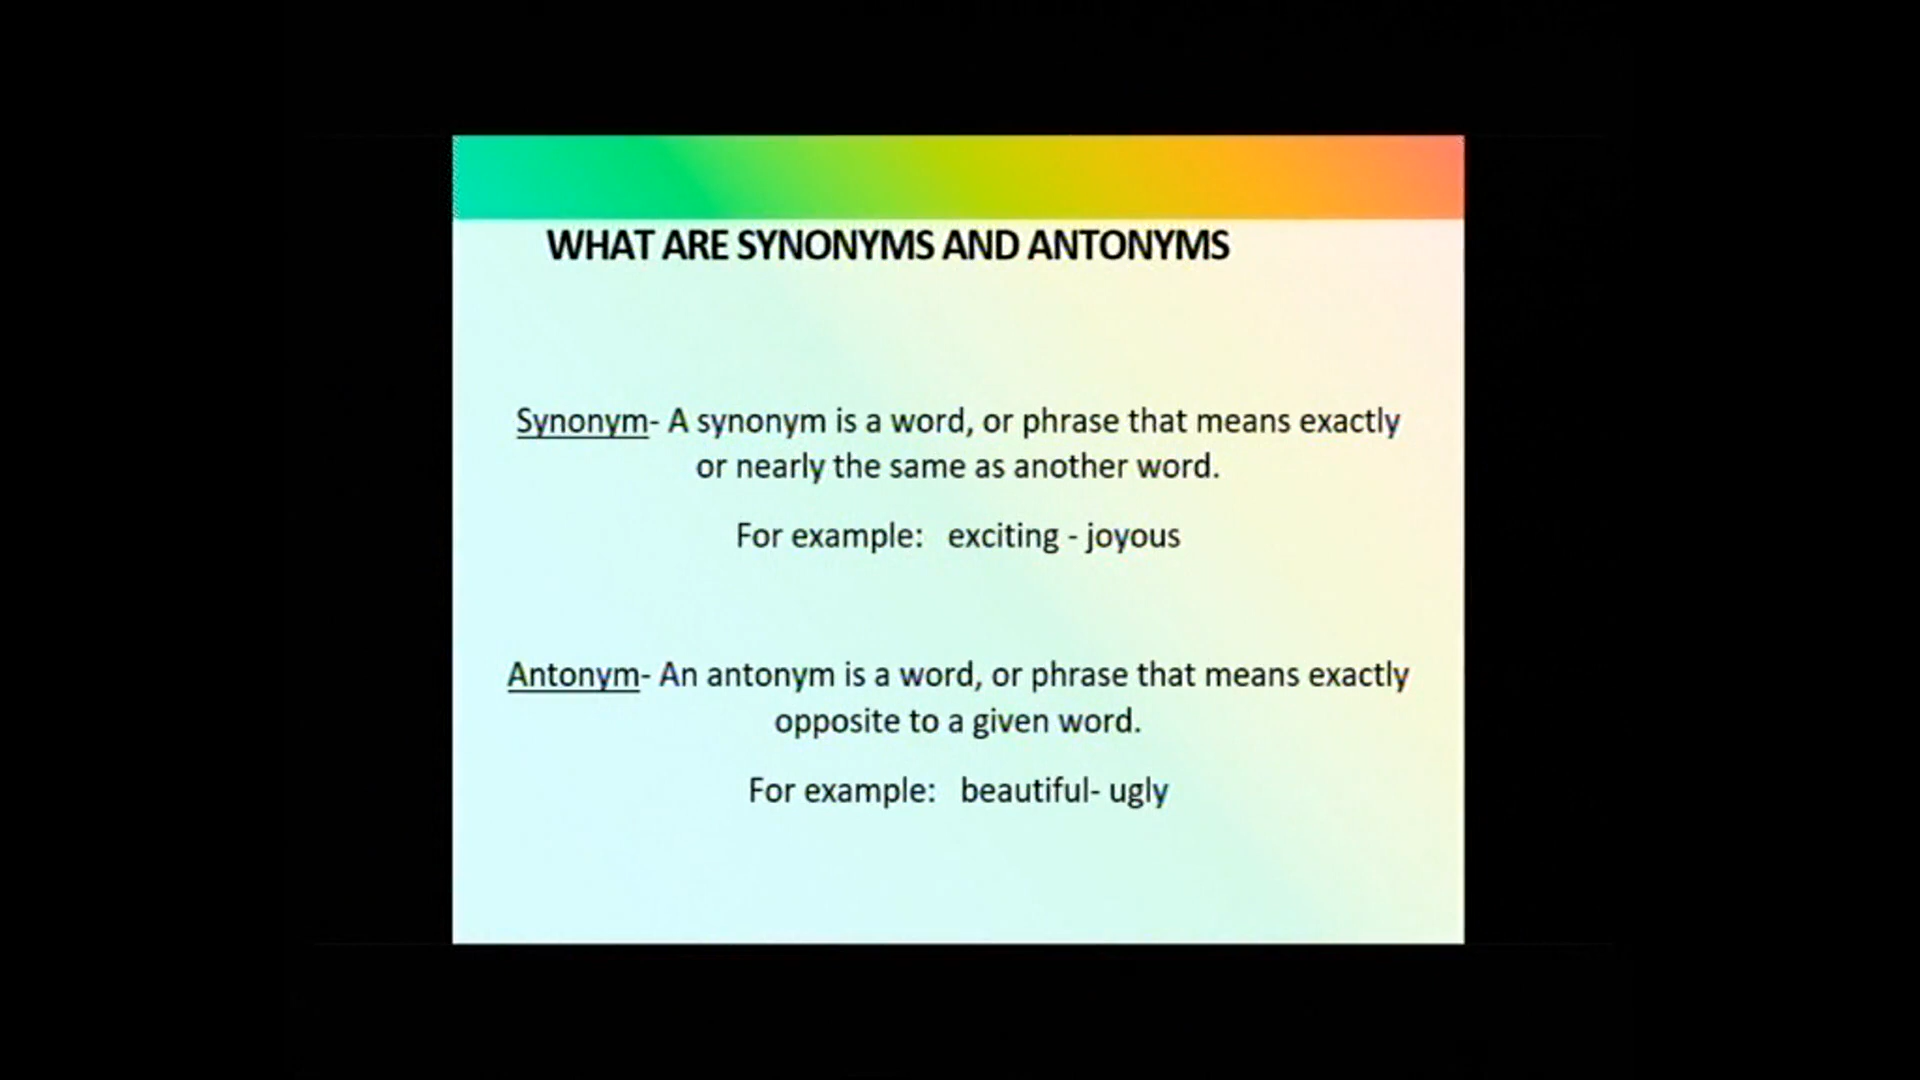 WHAT ARE SYNONYMS AND ANTONYMS
Synonym- A synonym is a word, or phrase that means exactly
or nearly the same as another word.
For example: exciting - joyous
Antonym- An antonym is a word, or phrase that means exactly
opposite to a given word.
For example: beautiful- ugly